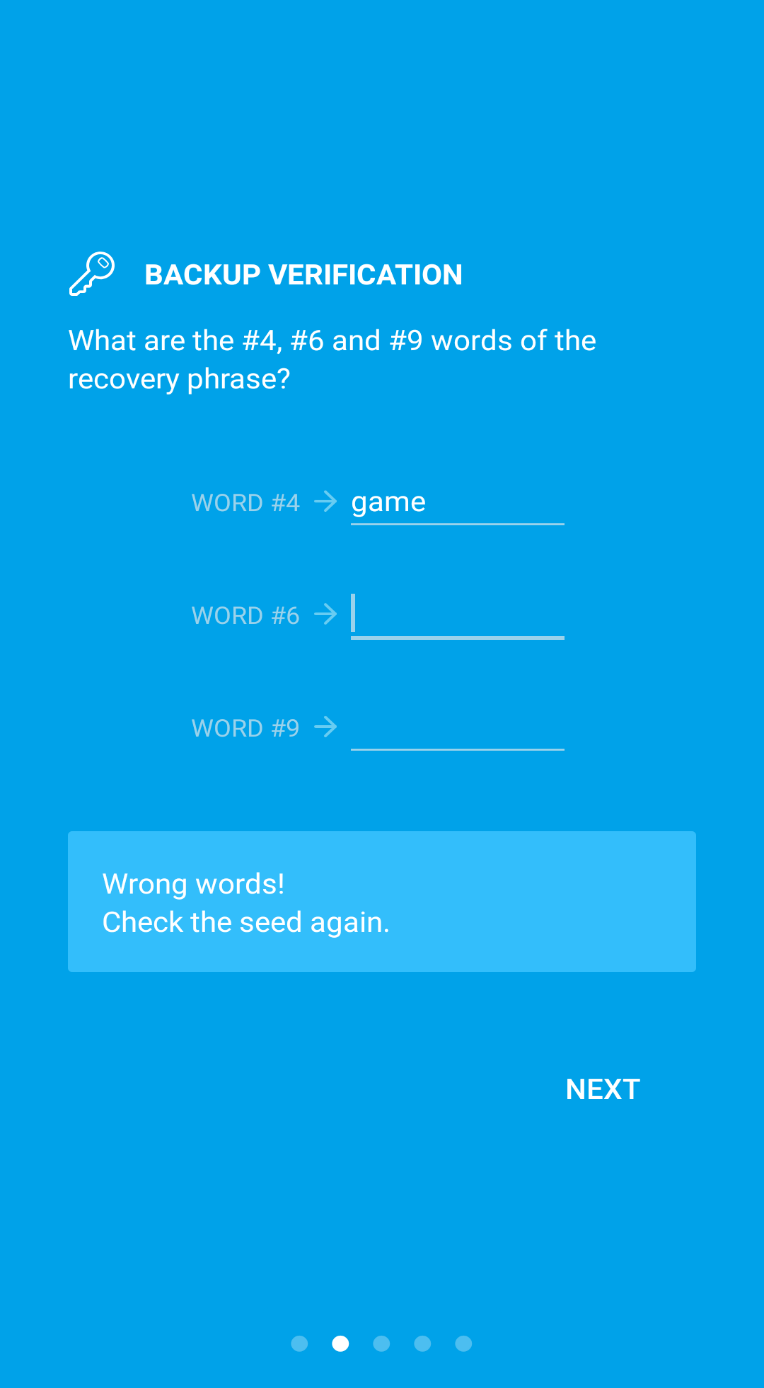 BACKUP VERIFICATION
What are the #4, #6 and #9 words of the
recovery phrase?
WORD #4 → game
WORD #6 →
WORD #9 →
Wrong words!
Check the seed again.
NEXT